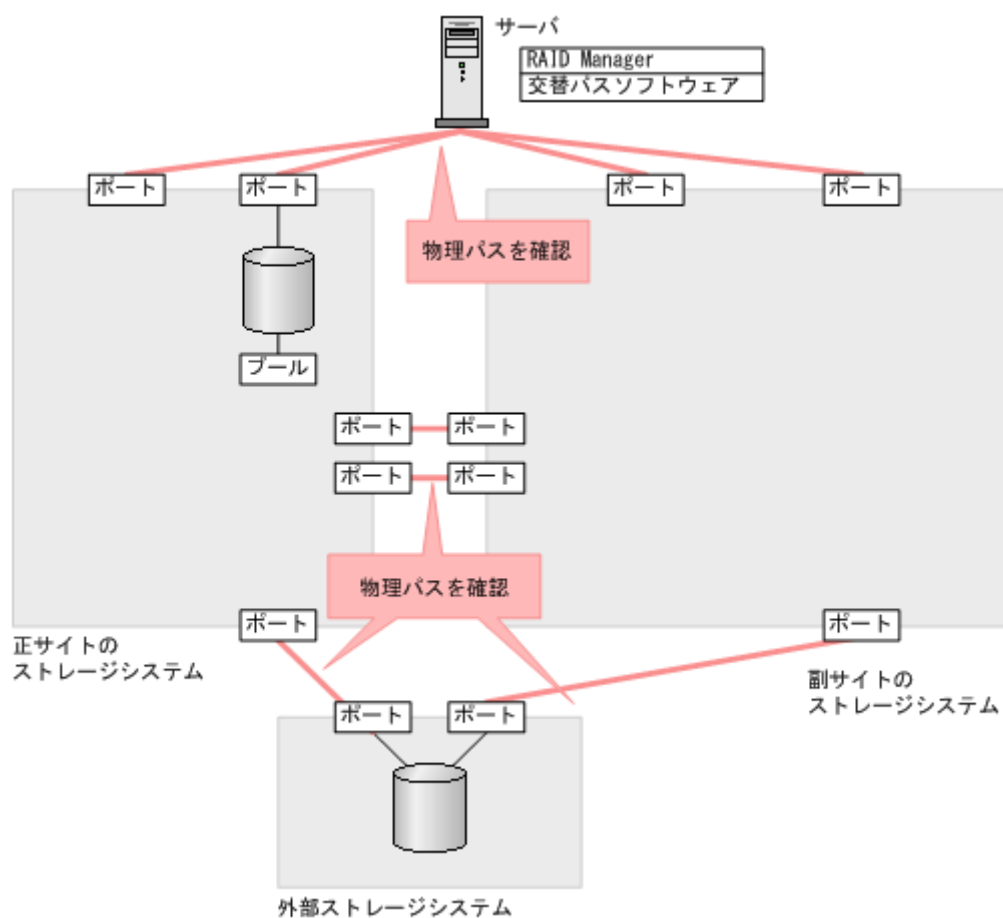 サーバ
RAID Manager
交替パスソフトウェア
ポート
ポート
ポート
ポート
物理パスを確認
プール
ポート
ポート
ポート
ポート
物理パスを確認
ポート
ポート
正サイトの
ストレージシステム
副サイトの
ストレージシステム
ポート
ポート
外部ストレージシステム